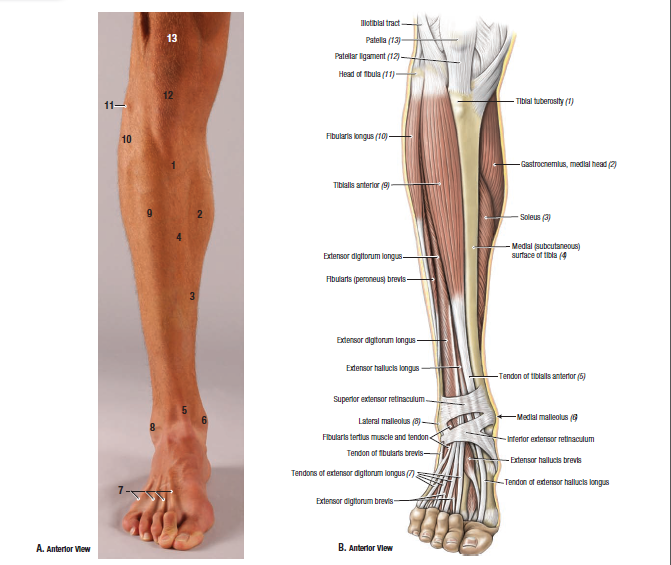 13
12
11
10
1
9
2
4
3
5
6
8
7
A. Anterior View
Iliotibial tract
Patella (13)
Patellar ligament (12)
Head of fibula (11)
Tibial tuberosity (1)
Fibularis longus (10)
Gastrocnemius, medial head (2)
Tibialis anterior (9)
Soleus (3)
Medial (subcutaneous)
surface of tibia (4)
Extensor digitorum longus
Fibularis (peroneus) brevis
Extensor digitorum longus
Extensor hallucis longus
Tendon of tibialis anterior (5)
Superior extensor retinaculum
Medial malleolus (6)
Lateral malleolus (8)
Fibularis tertius muscle and tendon
Inferior extensor retinaculum
Tendon of fibularis brevis
Extensor hallucis brevis
Tendons of extensor digitorum longus (7)
Tendon of extensor hallucis longus
Extensor digitorum brevis
B. Anterior View